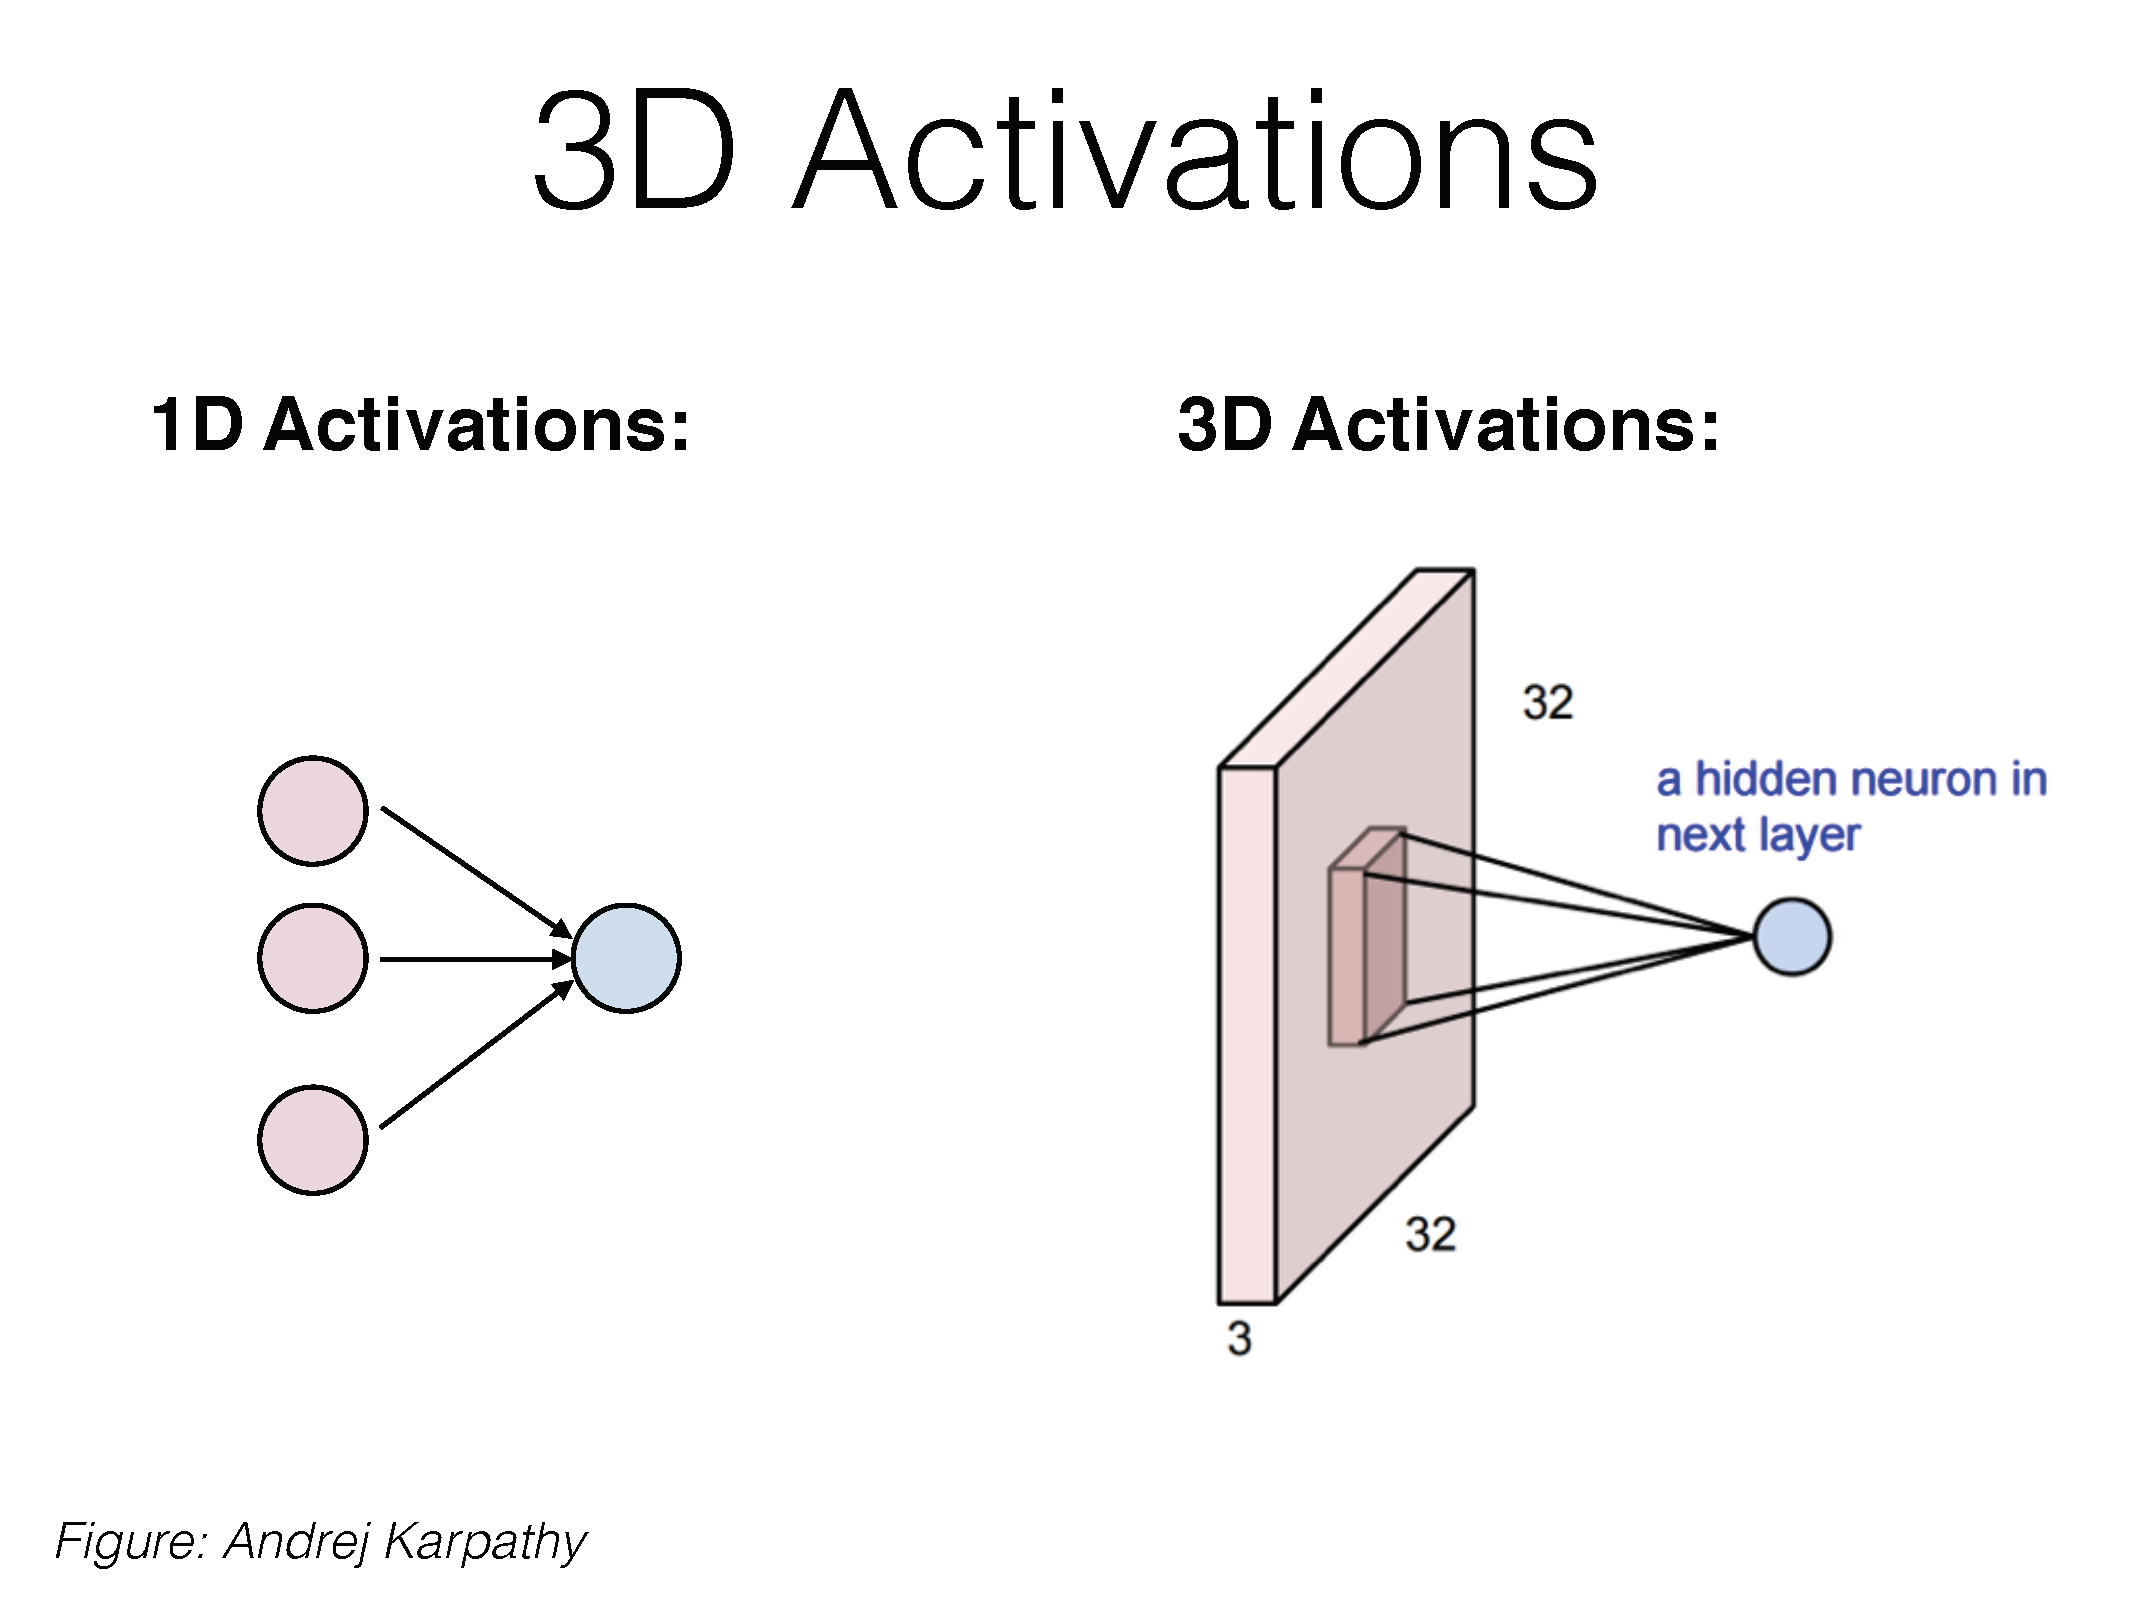 3D Activations
1D Activations:
3D Activations:
32
a hidden neuron in
next layer
32
3
Figure: Andrej Karpathy